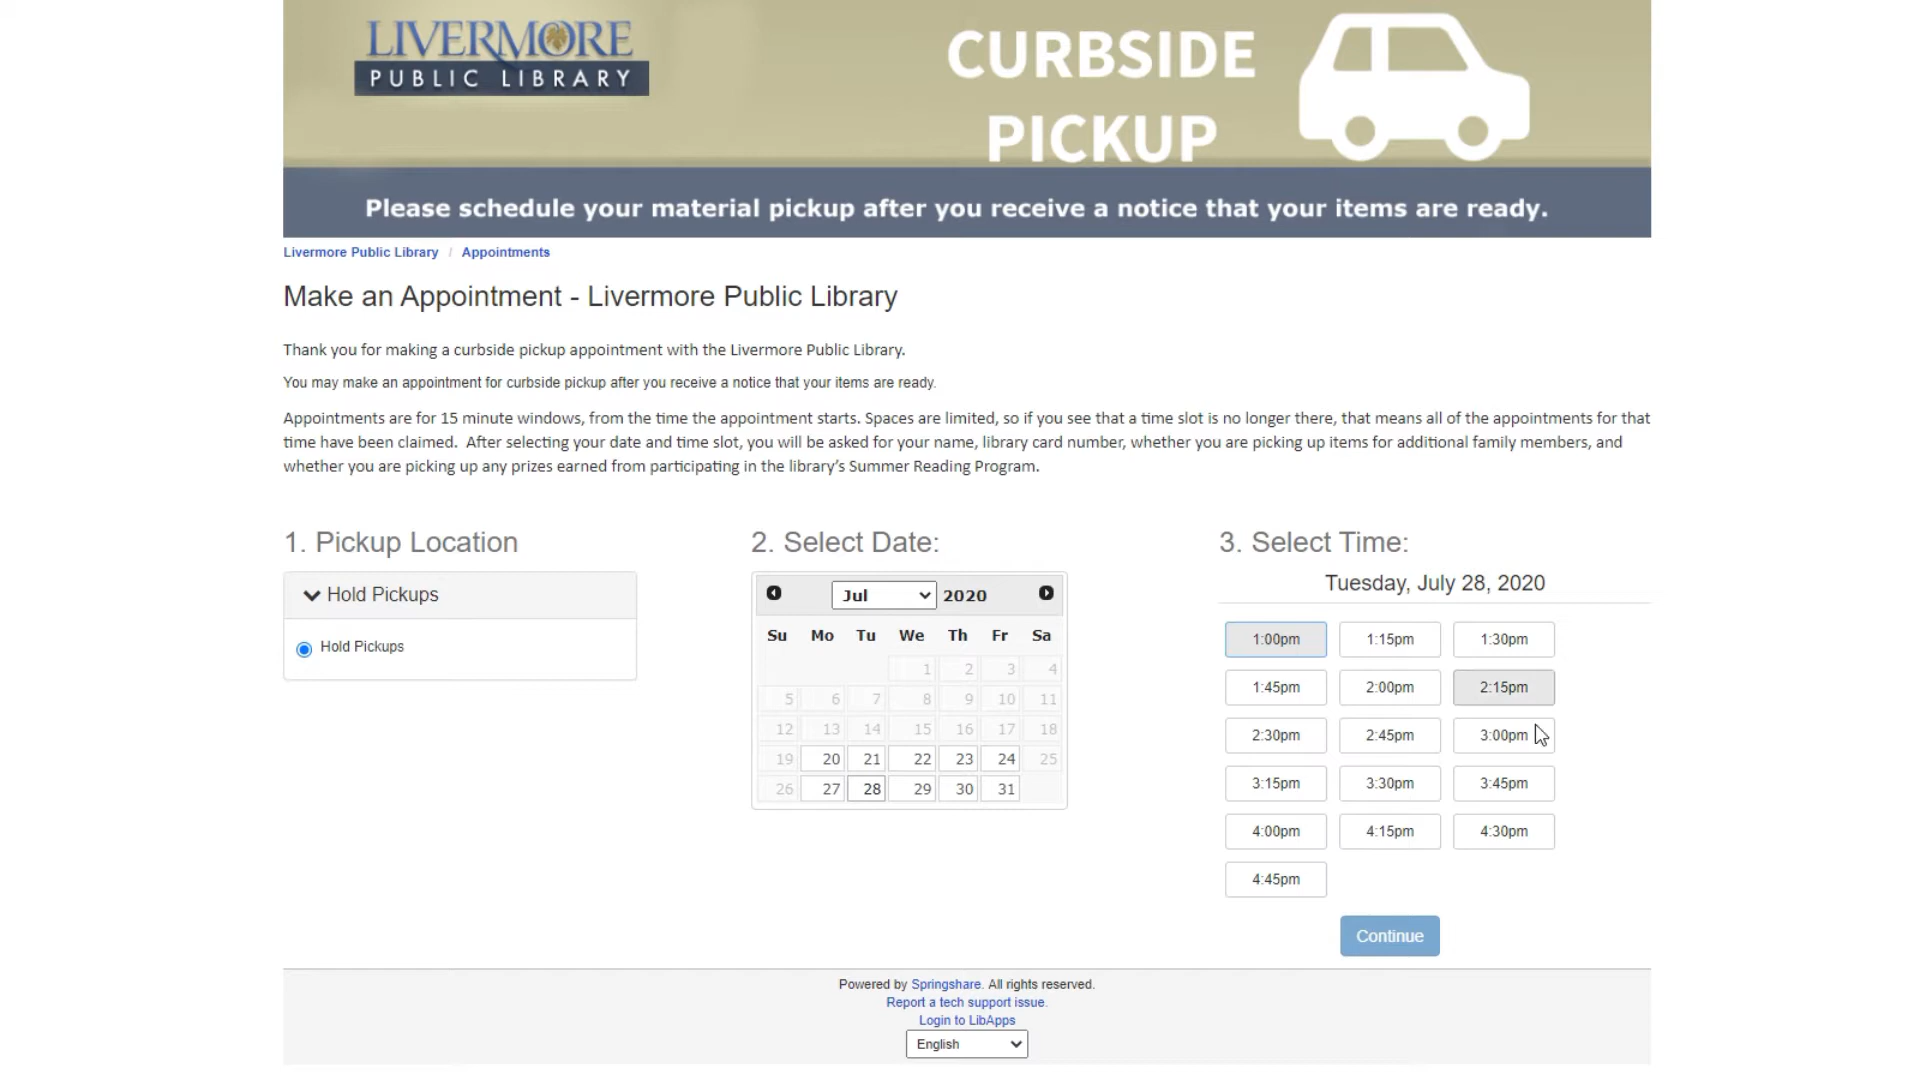 LIVERMORE
PUBLIC LIBRARY
CURBSIDE
PICKUP
Please schedule your material pickup after you receive a notice that your items are ready.
Livermore Public Library / Appointments
Make an Appointment - Livermore Public Library
Thank you for making a curbside pickup appointment with the Livermore Public Library.
You may make an appointment for curbside pickup after you receive a notice that your items are ready.
Appointments are for 15 minute windows, from the time the appointment starts. Spaces are limited, so if you see that a time slot is no longer there, that means all of the appointments for that
time have been claimed. After selecting your date and time slot, you will be asked for your name, library card number, whether you are picking up items for additional family members, and
whether you are picking up any prizes earned from participating in the library’s Summer Reading Program.
1. Pickup Location
Hold Pickups
Hold Pickups
2. Select Date:
Jul 2020
Su Mo Tu We Th Fr Sa
1 2 3 4
5 6 7 8 9 10 11
12 13 14 15 16 17 18
19 20 21 22 23 24 25
26 27 28 29 30 31
3. Select Time:
Tuesday, July 28, 2020
1:00pm 1:15pm 1:30pm
1:45pm 2:00pm 2:15pm
2:30pm 2:45pm 3:00pm
3:15pm 3:30pm 3:45pm
4:00pm 4:15pm 4:30pm
4:45pm
Continue
Powered by Springshare. All rights reserved.
Report a tech support issue.
Login to LibApps
English